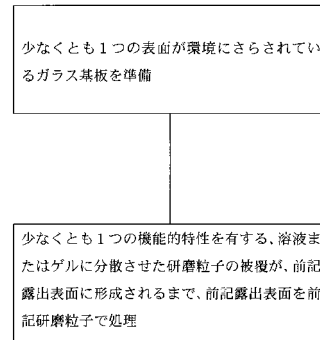 少なくとも１つの表面が環境にさらされてい
るガラス基板を準備
少なくとも１つの機能的特性を有する、溶液ま
たはゲルに分散させた研磨粒子の被覆が、前記
露出表面に形成されるまで、前記露出表面を前
記研磨粒子で処理